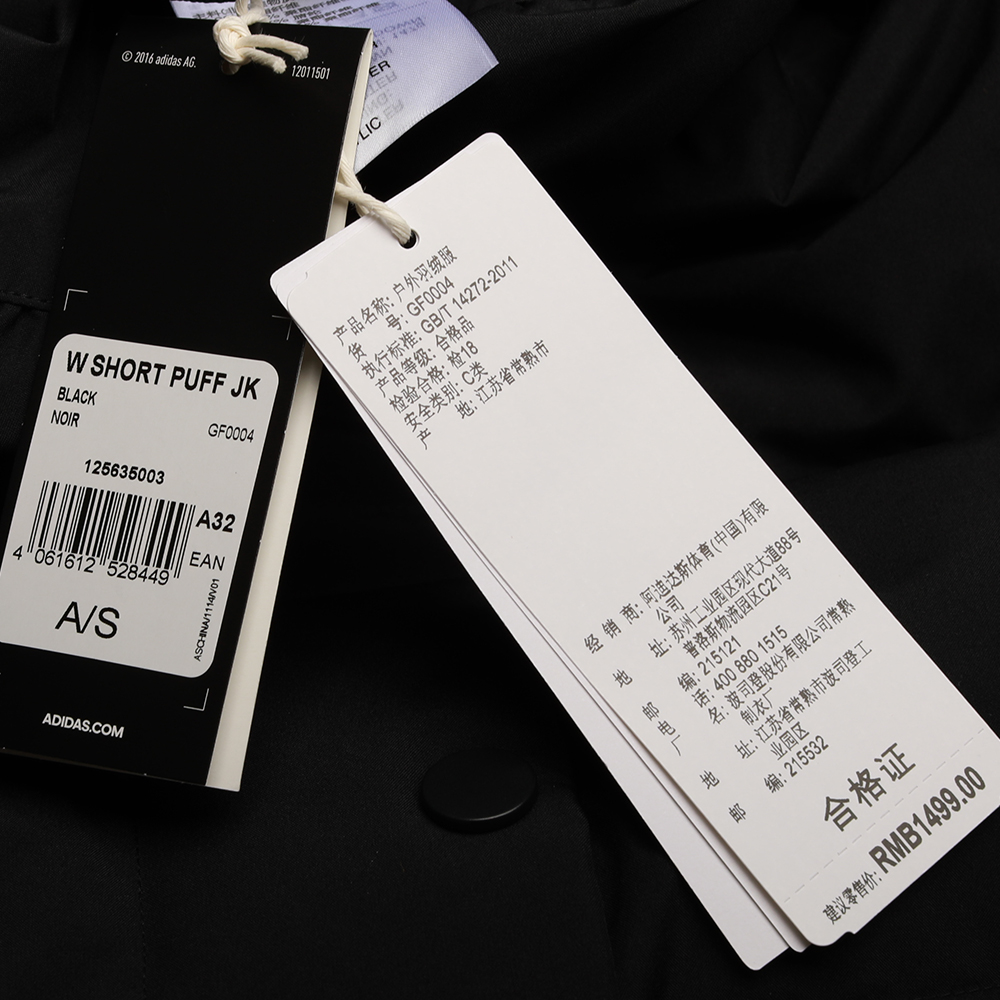 © 2016 adidas AG.
12011501
W SHORT PUFF JK
BLACK
NOIR
GF0004
125635003
A32
4 061612 528449
EAN
A/S
ASCHINA/1114/V01
ADIDAS.COM
LIC
产品名称: 户外羽绒服
货 号: GF0004
执行标准: GB/T 14272-2011
产品等级: 合格品
检验合格: 检18
安全类别: C类
产 地: 江苏省常熟市
经 销 商: 阿迪达斯体育(中国)有限
公司
地 址: 苏州工业园区现代大道88号
普洛斯物流园区C21号
邮 编: 215121
电 话: 400 880 1515
厂 名: 波司登股份有限公司常熟
制衣厂
地 址: 江苏省常熟市波司登工
业园区
邮 编: 215532
合格证
建议零售价: RMB1499.00